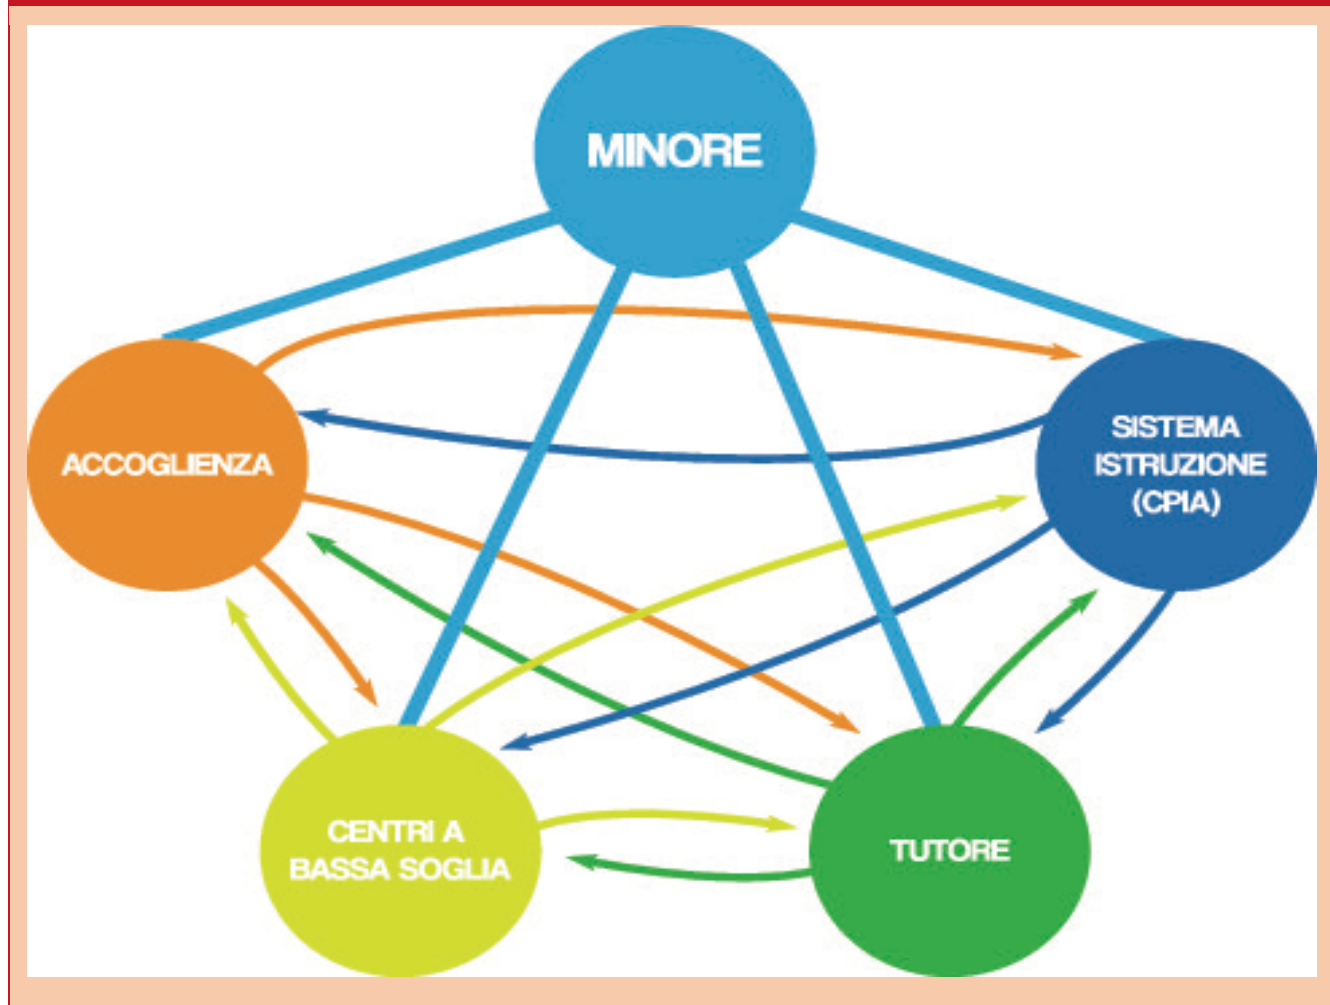 MINORE
ACCOGLIENZA
SISTEMA
ISTRUZIONE
(CPIA)
CENTRI A
BASSA SOGLIA
TUTORE